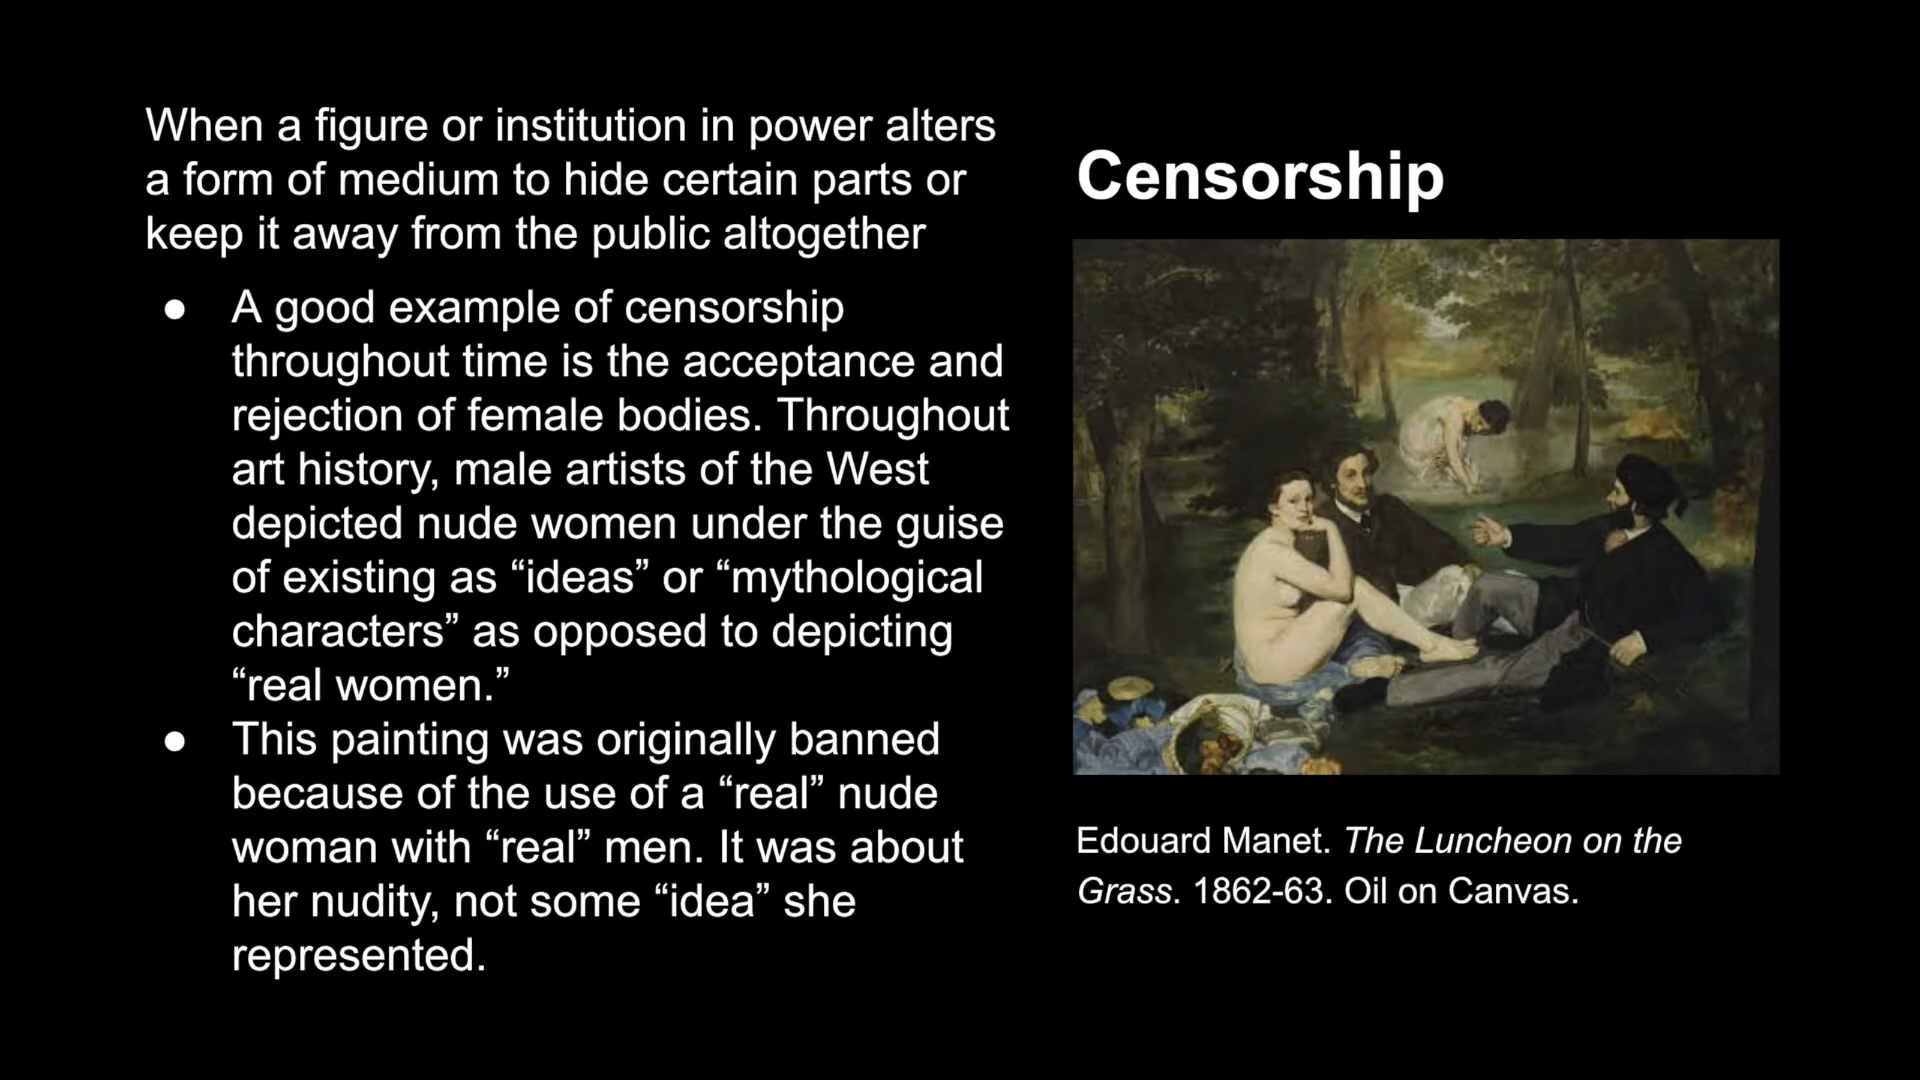 When a figure or institution in power alters
a form of medium to hide certain parts or
keep it away from the public altogether
● A good example of censorship
throughout time is the acceptance and
rejection of female bodies. Throughout
art history, male artists of the West
depicted nude women under the guise
of existing as “ideas” or “mythological
characters” as opposed to depicting
“real women.”
● This painting was originally banned
because of the use of a “real” nude
woman with “real” men. It was about
her nudity, not some “idea” she
represented.
Censorship
Edouard Manet. The Luncheon on the
Grass. 1862-63. Oil on Canvas.